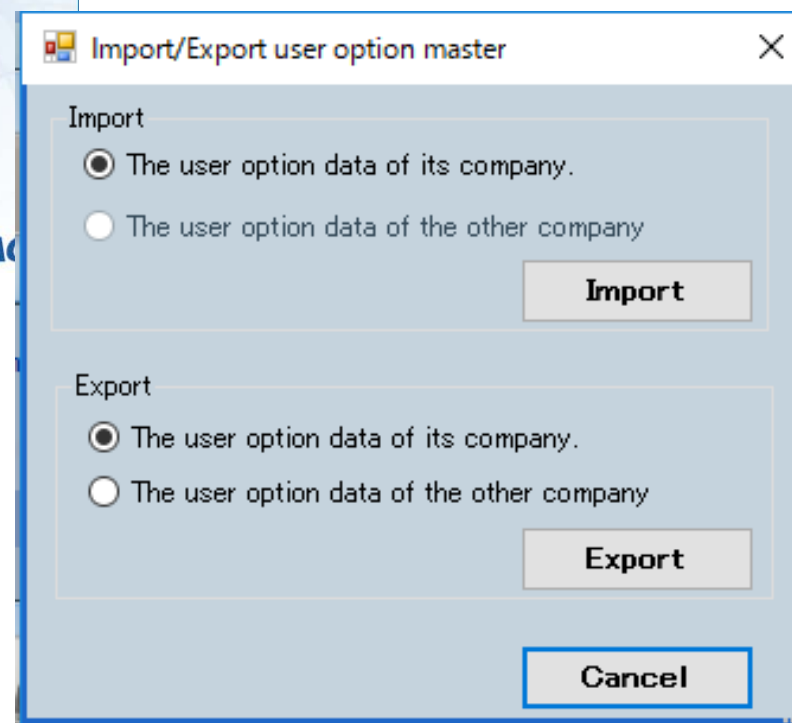 Import/Export user option master
Import
The user option data of its company.
The user option data of the other company
Import
Export
The user option data of its company.
The user option data of the other company
Export
Cancel